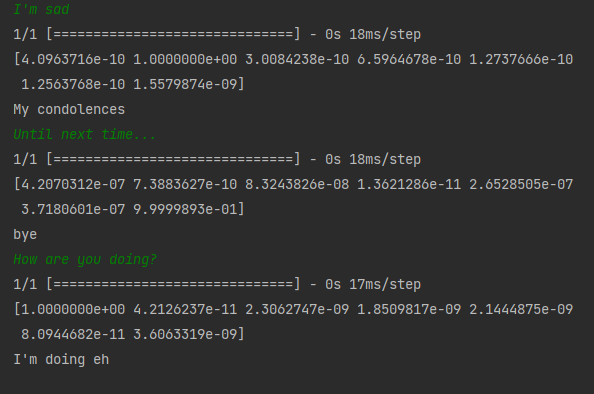 I'm sad
1/1 [==============================] - 0s 18ms/step
[4.0963716e-10 1.0000000e+00 3.0084238e-10 6.5964678e-10 1.2737666e-10
 1.2563768e-10 1.5579874e-09]
My condolences
Until next time...
1/1 [==============================] - 0s 18ms/step
[4.2070312e-07 7.3883627e-10 8.3243826e-08 1.3621286e-11 2.6528505e-07
 3.7180601e-07 9.9999893e-01]
bye
How are you doing?
1/1 [==============================] - 0s 17ms/step
[1.0000000e+00 4.2126237e-11 2.3062747e-09 1.8509817e-09 2.1444875e-09
 8.0944682e-11 3.6063319e-09]
I'm doing eh